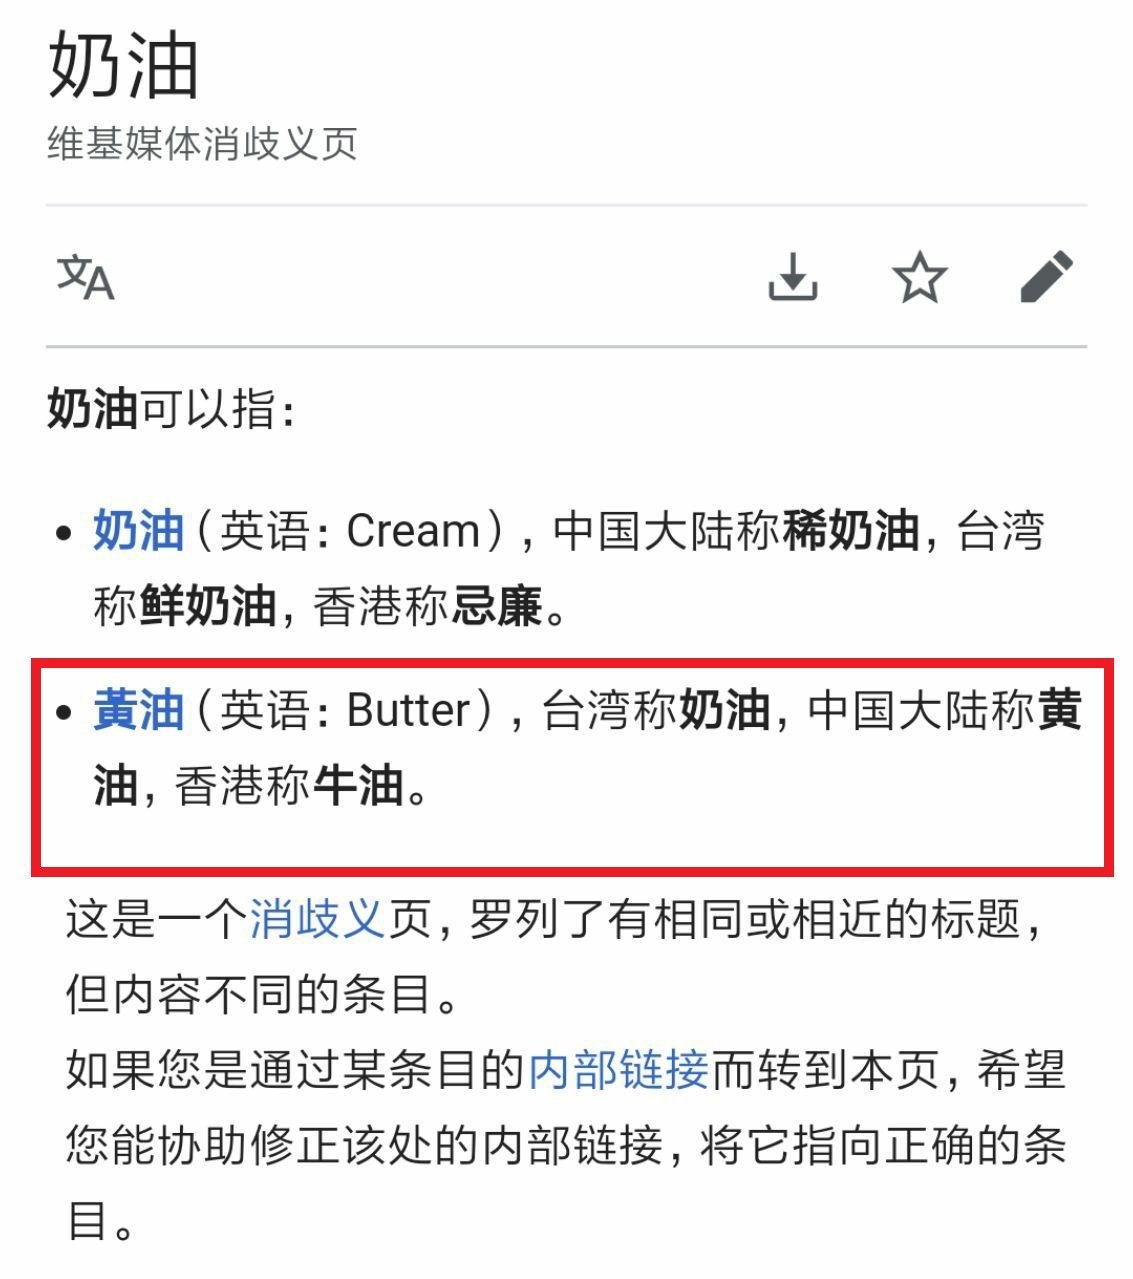 奶油
维基媒体消歧义页
文A
奶油可以指：
• 奶油（英语：Cream），中国大陆称稀奶油，台湾
称鲜奶油，香港称忌廉。
• 黃油（英语：Butter），台湾称奶油，中国大陆称黄
油，香港称牛油。
这是一个消歧义页，罗列了有相同或相近的标题，
但内容不同的条目。
如果您是通过某条目的内部链接而转到本页，希望
您能协助修正该处的内部链接，将它指向正确的条
目。